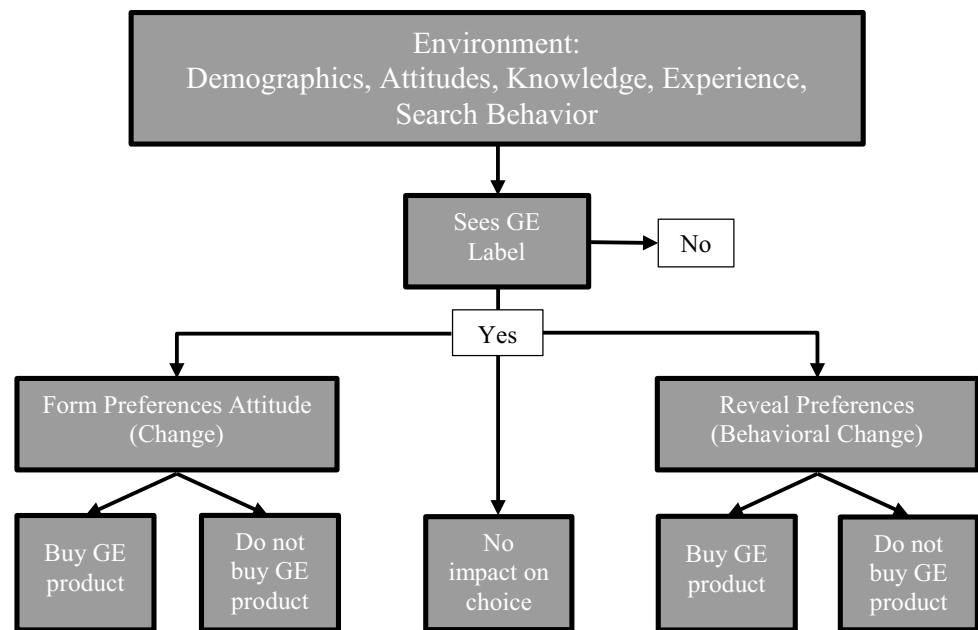 Environment:
Demographics, Attitudes, Knowledge, Experience,
Search Behavior
Sees GE
Label
No
Yes
Form Preferences Attitude
(Change)
Reveal Preferences
(Behavioral Change)
Buy GE
product
Do not
buy GE
product
No
impact on
choice
Buy GE
product
Do not
buy GE
product